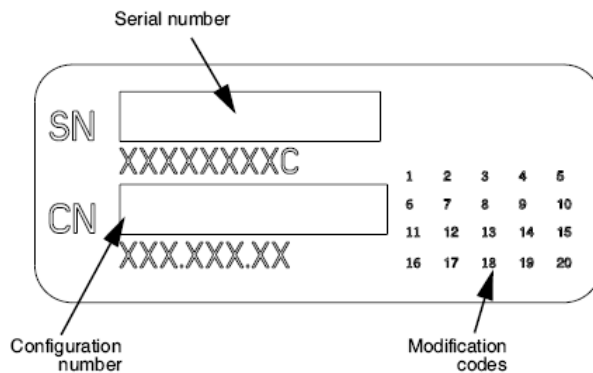 Serial number
SN
XXXXXXXXC
CN
XXX.XXX.XX
1 2 3 4 5
6 7 8 9 10
11 12 13 14 15
16 17 18 19 20
Configuration
number
Modification
codes